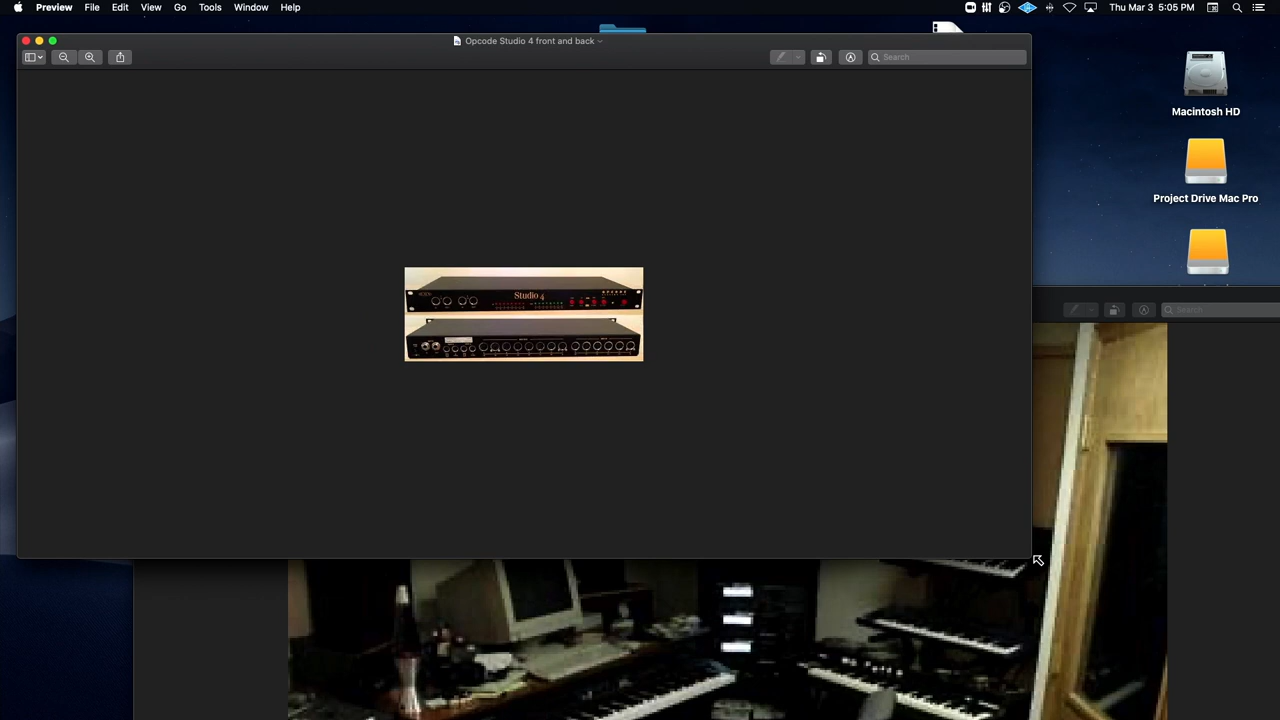 Preview File Edit View Go Tools Window Help
Thu Mar 3 5:05 PM
Opcode Studio 4 front and back
Search
Macintosh HD
Project Drive Mac Pro
Search
Studio 4